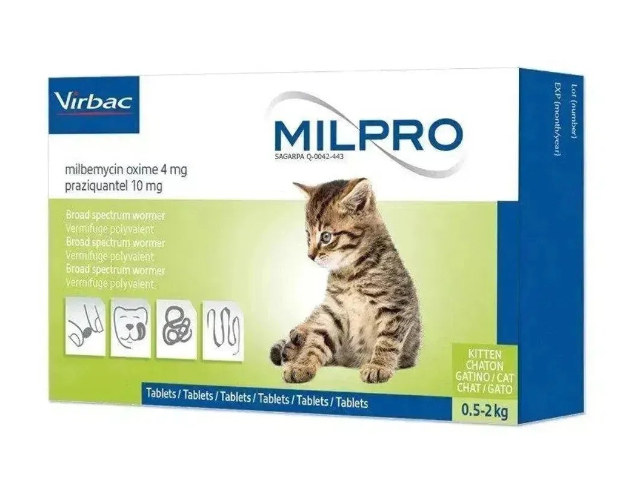 Virbac
MILPRO
SAGARPA Q-0042-443
milbemycin oxime 4 mg
praziquantel 10 mg
Broad spectrum wormer
Vermifuge polyvalent
Broad spectrum wormer
Vermifuge polyvalent
Broad spectrum wormer
Vermifuge polyvalent
KITTEN
CHATON
GATINO / CAT
CHAT / GATO
0.5-2 kg
Tablets / Tablets / Tablets / Tablets / Tablets / Tablets
Lot (number)
EXP (month/year)